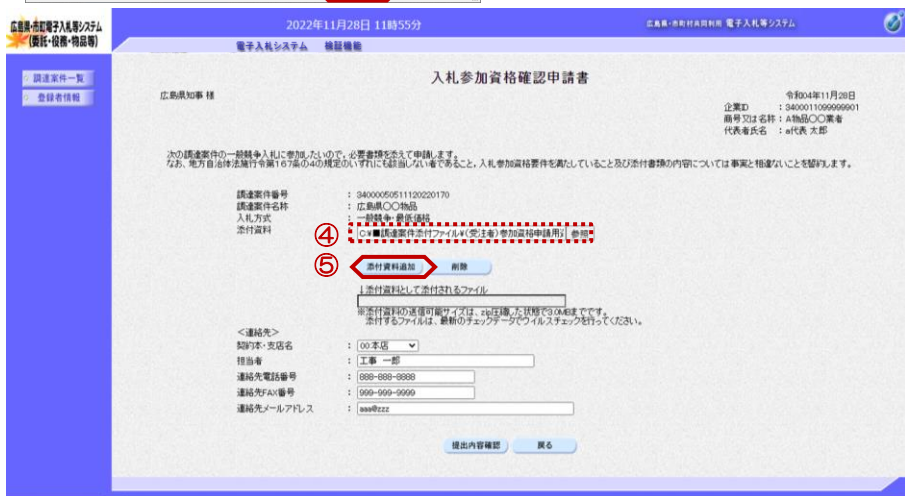 広島県・市町電子入札等システム
(委託・役務・物品等)
2022年11月28日 11時55分
広島県・市町村共同利用 電子入札等システム
電子入札システム 検証機能
調達案件一覧
登録者情報
入札参加資格確認申請書
広島県知事 様
令和04年11月28日
企業ID : 3400011099999901
商号又は名称 : A物品〇〇業者
代表者氏名 : a代表 太郎
次の調達案件の一般競争入札に参加したいので、必要書類を添えて申請します。
なお、地方自治体法施行令第167条の4の規定のいずれにも該当しない者であること、入札参加資格要件を満たしていること及び添付書類の内容については事実と相違ないことを誓約します。
調達案件番号 : 34000050511120220170
調達案件名称 : 広島県〇〇物品
入札方式 : 一般競争・最低価格
添付資料 ④ : C:¥■調達案件添付ファイル¥(受注者)参加資格申請用 参照
⑤ 添付資料追加 削除
↓添付資料として添付されるファイル
※添付資料の送信可能サイズは、zip圧縮した状態で3.0MBまでです。
添付するファイルは、最新のチェックデータでウイルスチェックを行ってください。
<連絡先>
契約本・支店名 : 00:本店
担当者 : 工事 一郎
連絡先電話番号 : 888-888-8888
連絡先FAX番号 : 999-999-9999
連絡先メールアドレス : aaa@zzz
提出内容確認 戻る